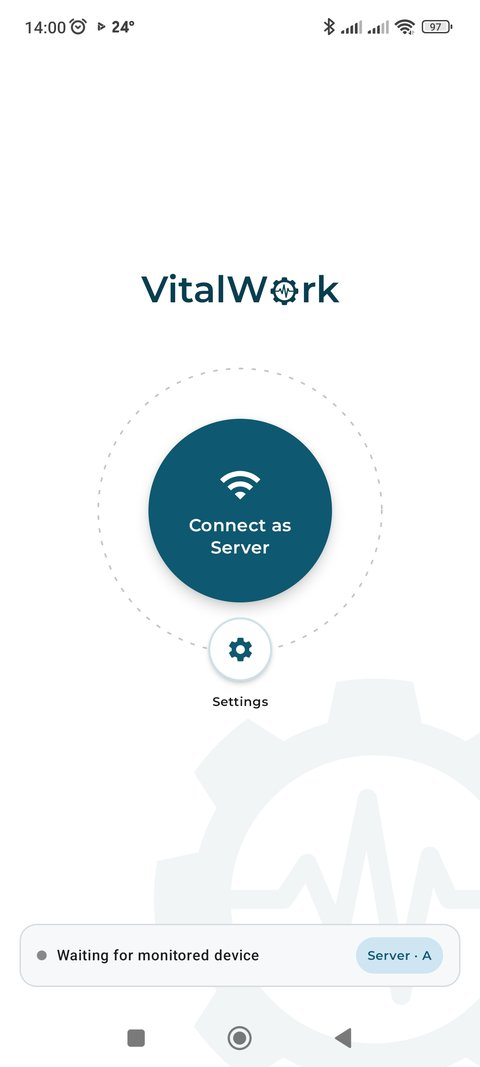 14:00 24°
97
VitalWork
Connect as
Server
Settings
Waiting for monitored device
Server · A